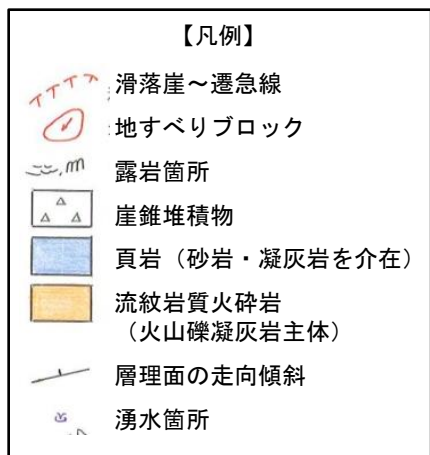 【凡例】
滑落崖～遷急線
地すべりブロック
露岩箇所
崖錐堆積物
頁岩（砂岩・凝灰岩を介在）
流紋岩質火砕岩
（火山礫凝灰岩主体）
層理面の走向傾斜
湧水箇所